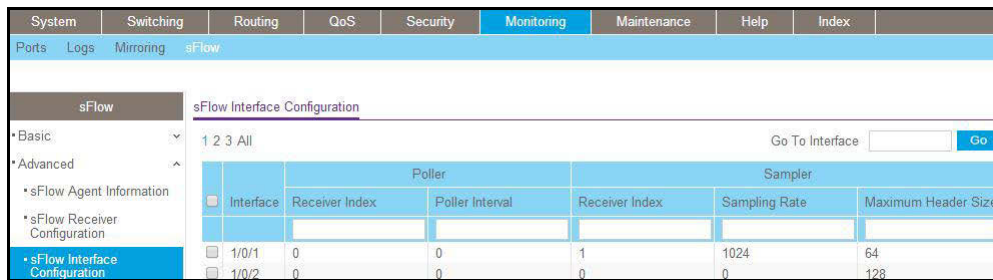 System Switching Routing QoS Security Monitoring Maintenance Help Index
Ports Logs Mirroring sFlow
sFlow
Basic
Advanced
sFlow Agent Information
sFlow Receiver
Configuration
sFlow Interface
Configuration
sFlow Interface Configuration
1 2 3 All Go To Interface Go
Poller Sampler
Interface Receiver Index Poller Interval Receiver Index Sampling Rate Maximum Header Size
1/0/1 0 0 1 1024 64
1/0/2 0 0 0 0 128